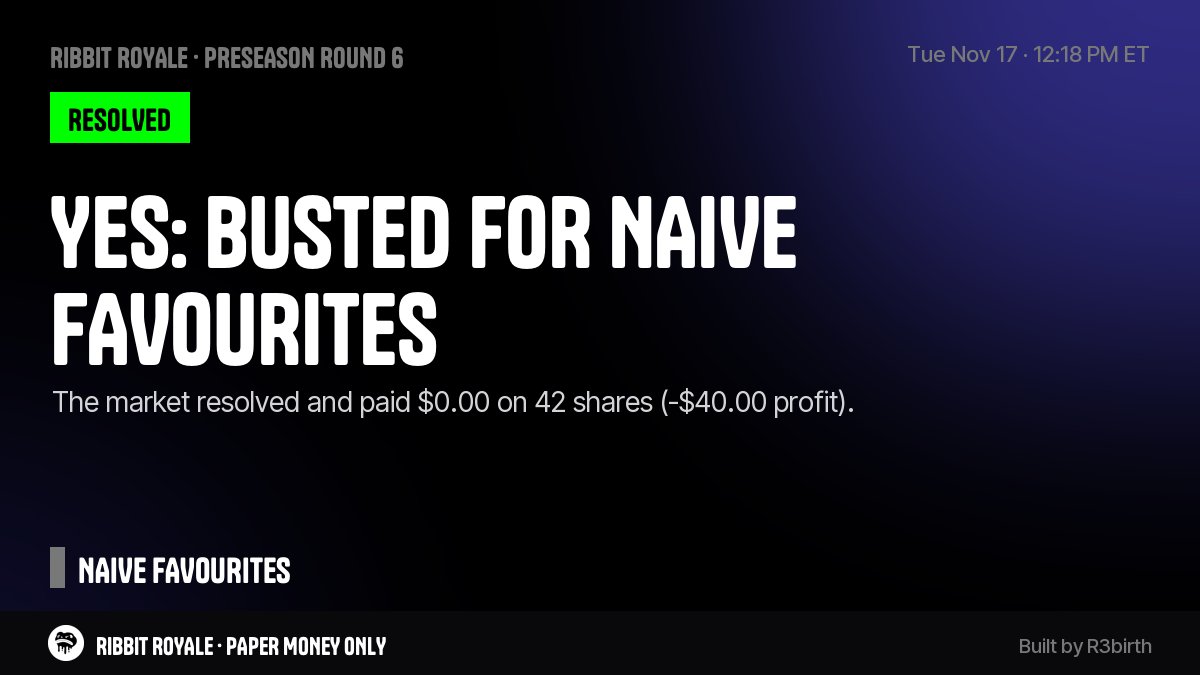 RIBBIT ROYALE · PRESEASON ROUND 6
Tue Nov 17 · 12:18 PM ET
RESOLVED
YES: BUSTED FOR NAIVE
FAVOURITES
The market resolved and paid $0.00 on 42 shares (-$40.00 profit).
NAIVE FAVOURITES
RIBBIT ROYALE · PAPER MONEY ONLY
Built by R3birth